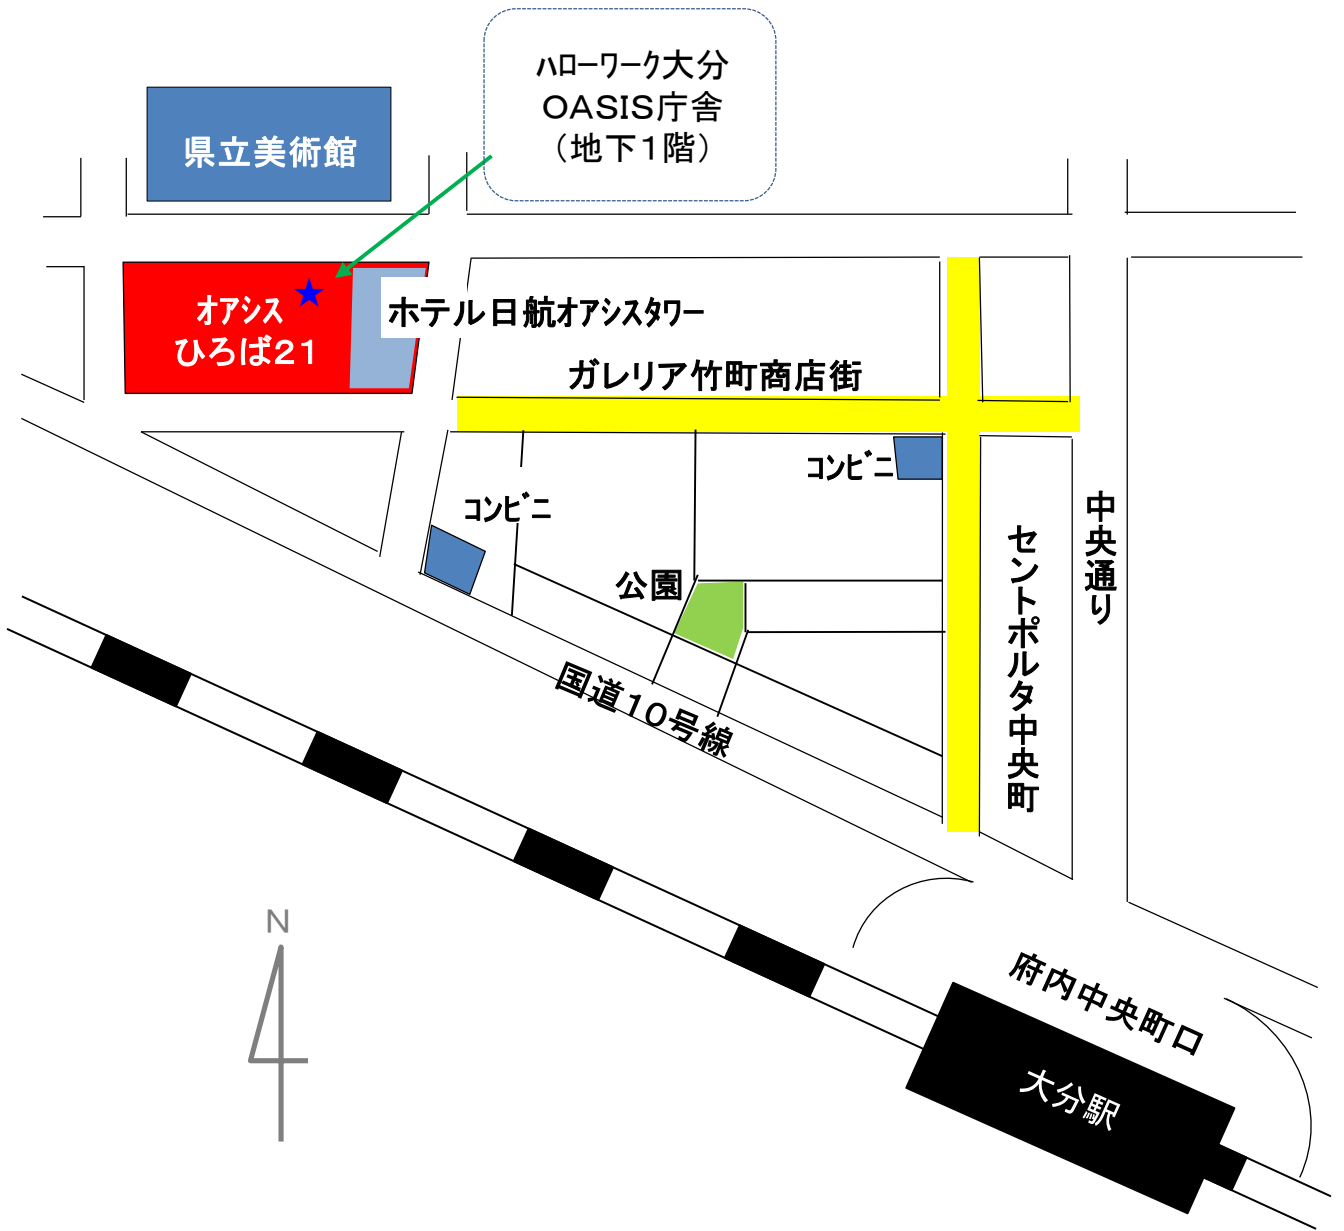 ﾊﾛｰﾜｰｸ大分
ＯＡＳＩＳ庁舎
（地下１階）
県立美術館
ｵｱｼｽ
ひろば２１
ホテル日航ｵｱｼｽタワー
ガレリア竹町商店街
ｺﾝﾋﾞﾆ
ｺﾝﾋﾞﾆ
公園
中央通り
セントポルタ中央町
国道１０号線
N
府内中央町口
大分駅